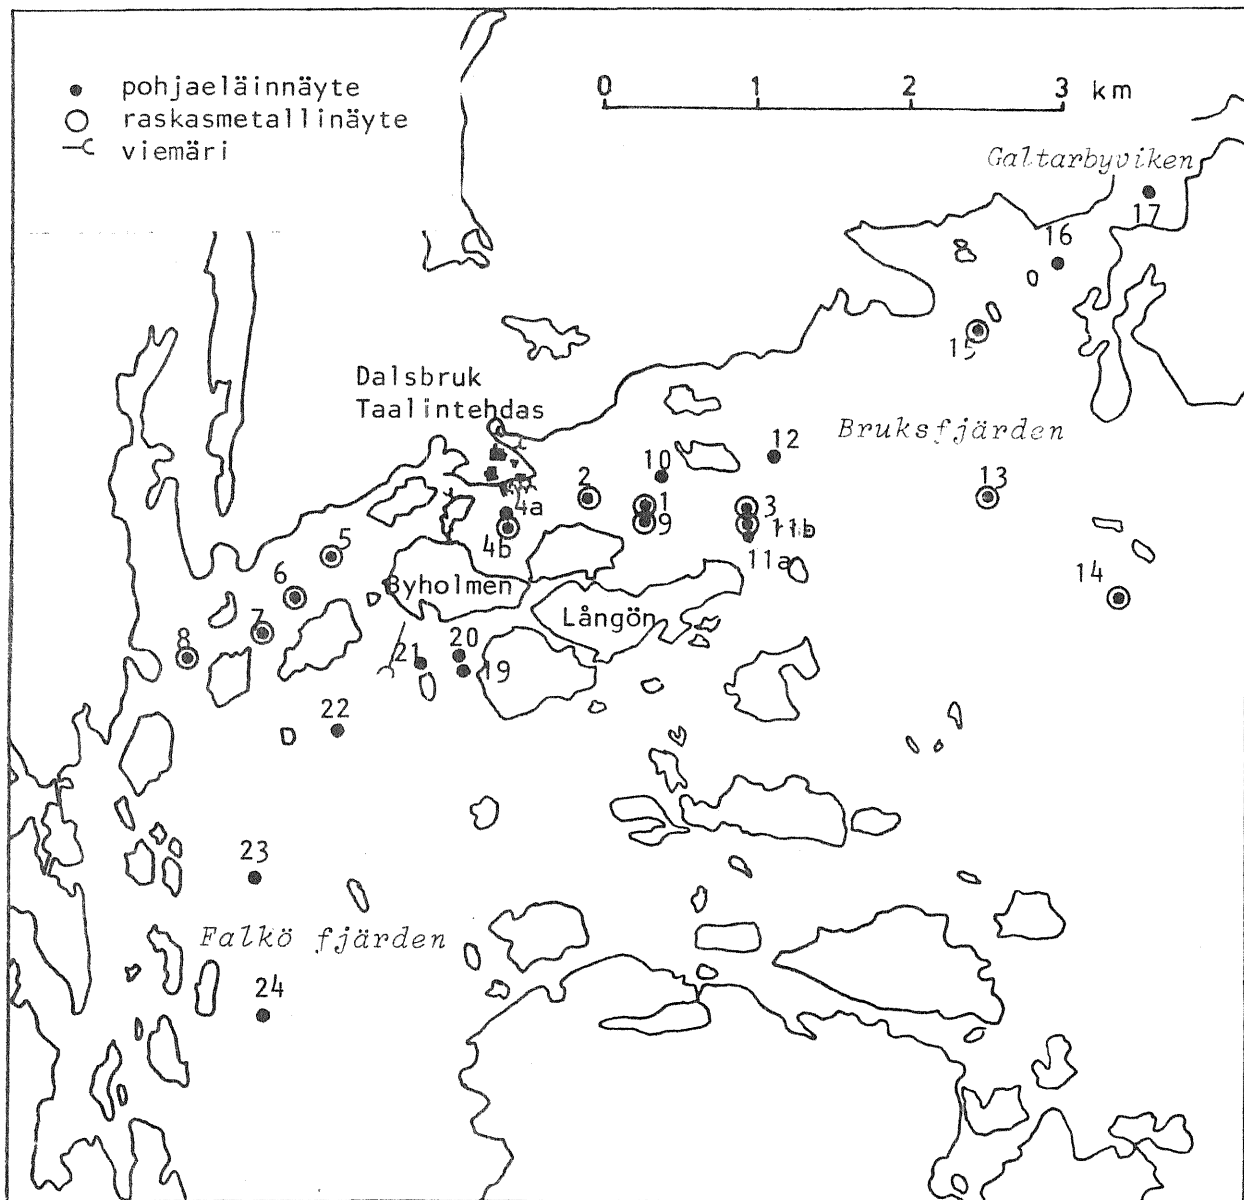 pohjaeläinnäyte
raskasmetallinäyte
viemäri
0 1 2 3 km
Galtarbyviken
17
16
15
Dalsbruk
Taalintehdas
Bruksfjärden
12
10
13
2
1
3
4a
9
11b
4b
11a
5
14
6
Byholmen
Långön
7
8
20
21
19
22
23
Falkö fjärden
24